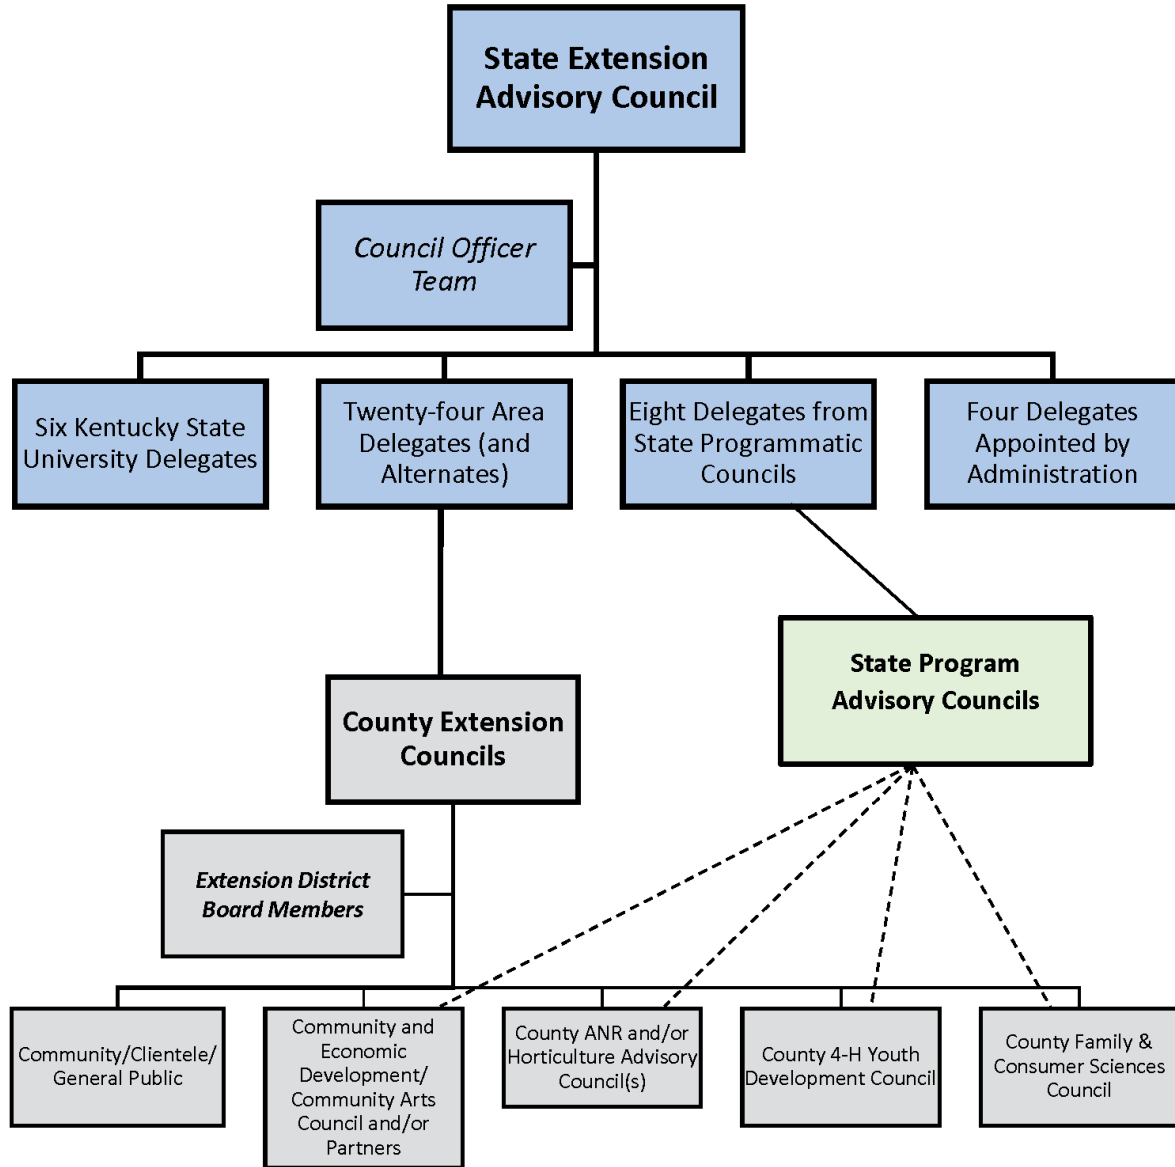 State Extension
Advisory Council
Council Officer
Team
Six Kentucky State
University Delegates
Twenty-four Area
Delegates (and
Alternates)
Eight Delegates from
State Programmatic
Councils
Four Delegates
Appointed by
Administration
State Program
Advisory Councils
County Extension
Councils
Extension District
Board Members
Community/Clientele/
General Public
Community and
Economic
Development/
Community Arts
Council and/or
Partners
County ANR and/or
Horticulture Advisory
Council(s)
County 4-H Youth
Development Council
County Family &
Consumer Sciences
Council